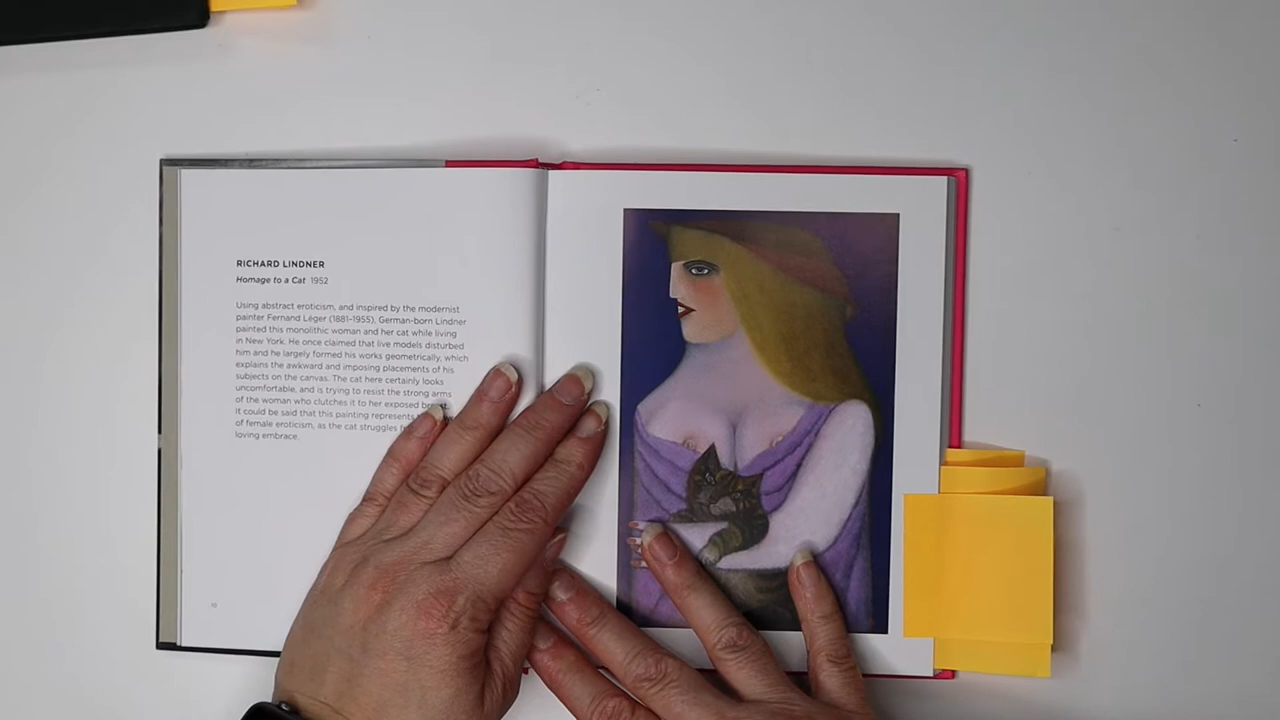 RICHARD LINDNER
Homage to a Cat 1952
Using abstract eroticism, and inspired by the modernist
painter Fernand Léger (1881-1955), German-born Lindner
painted this monolithic woman and her cat while living
in New York. He once claimed that live models disturbed
him and he largely formed his works geometrically, which
explains the awkward and imposing placements of his
subjects on the canvas. The cat here certainly looks
uncomfortable, and is trying to resist the strong arms
of the woman who clutches it to her exposed
It could be said that this painting represents
of female eroticism, as the cat struggles
loving embrace.
10